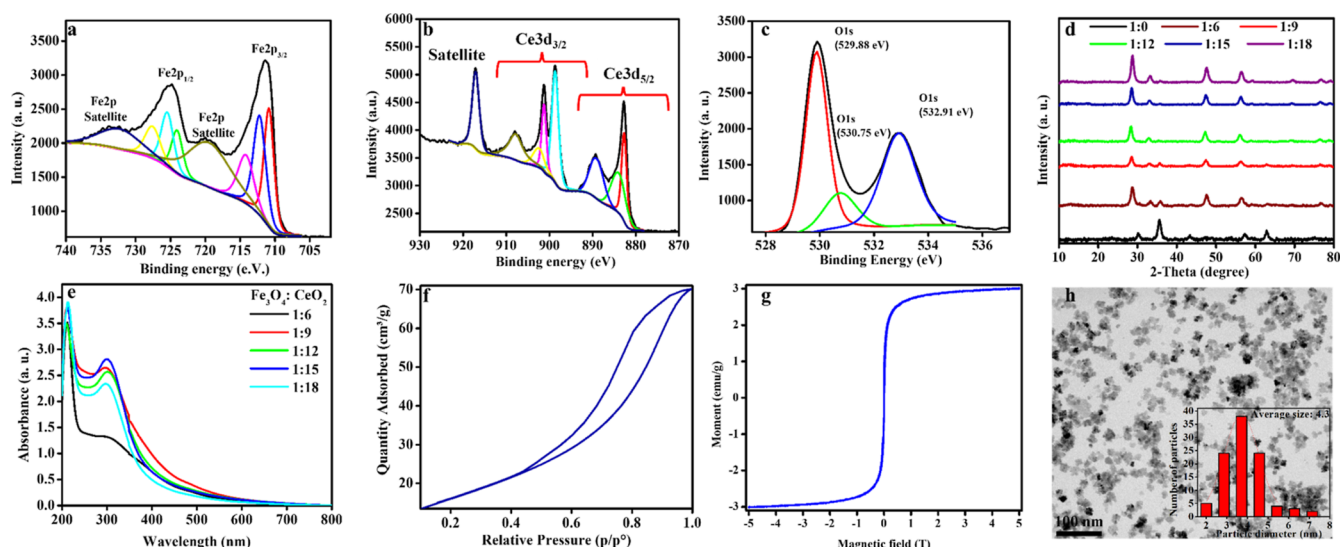 a
Fe2p3/2
Fe2p1/2
Fe2p
Satellite
Fe2p
Satellite
Intensity (a. u.)
3500
3000
2500
2000
1500
1000
740 735 730 725 720 715 711 705 702
Binding energy (e.V.)
b
Satellite
Ce3d3/2
Ce3d5/2
Intensity (a.u.)
6000
5250
4500
3750
3000
2250
930 920 910 900 890 880 870
Binding energy (eV)
c
O1s
(529.88 eV)
O1s
(530.75 eV)
O1s
(532.91 eV)
Intensity (a.u.)
3500
3000
2500
2000
1500
1000
528 530 532 534 536
Binding Energy (eV)
d
1:0 1:6 1:9
1:12 1:15 1:18
Intensity (a. u.)
10 20 30 40 50 60 70 80
2-Theta (degree)
e
Fe3O4: CeO2
1:6
1:9
1:12
1:15
1:18
Absorbance (a. u.)
4.0
3.5
3.0
2.5
2.0
1.5
1.0
0.5
0.0
200 300 400 500 600 700 800
Wavelength (nm)
f
Quantity Adsorbed (cm³/g)
70
60
50
40
30
20
0.2 0.4 0.6 0.8 1.0
Relative Pressure (p/p°)
g
Moment (emu/g)
3
2
1
0
-1
-2
-3
-5 -4 -3 -2 -1 0 1 2 3 4 5
Magnetic field (T)
h
Average size: 4.3
Number of particles
40
35
30
25
20
15
10
5
0
2 3 4 5 6 7 8
Particle diameter (nm)
100 nm